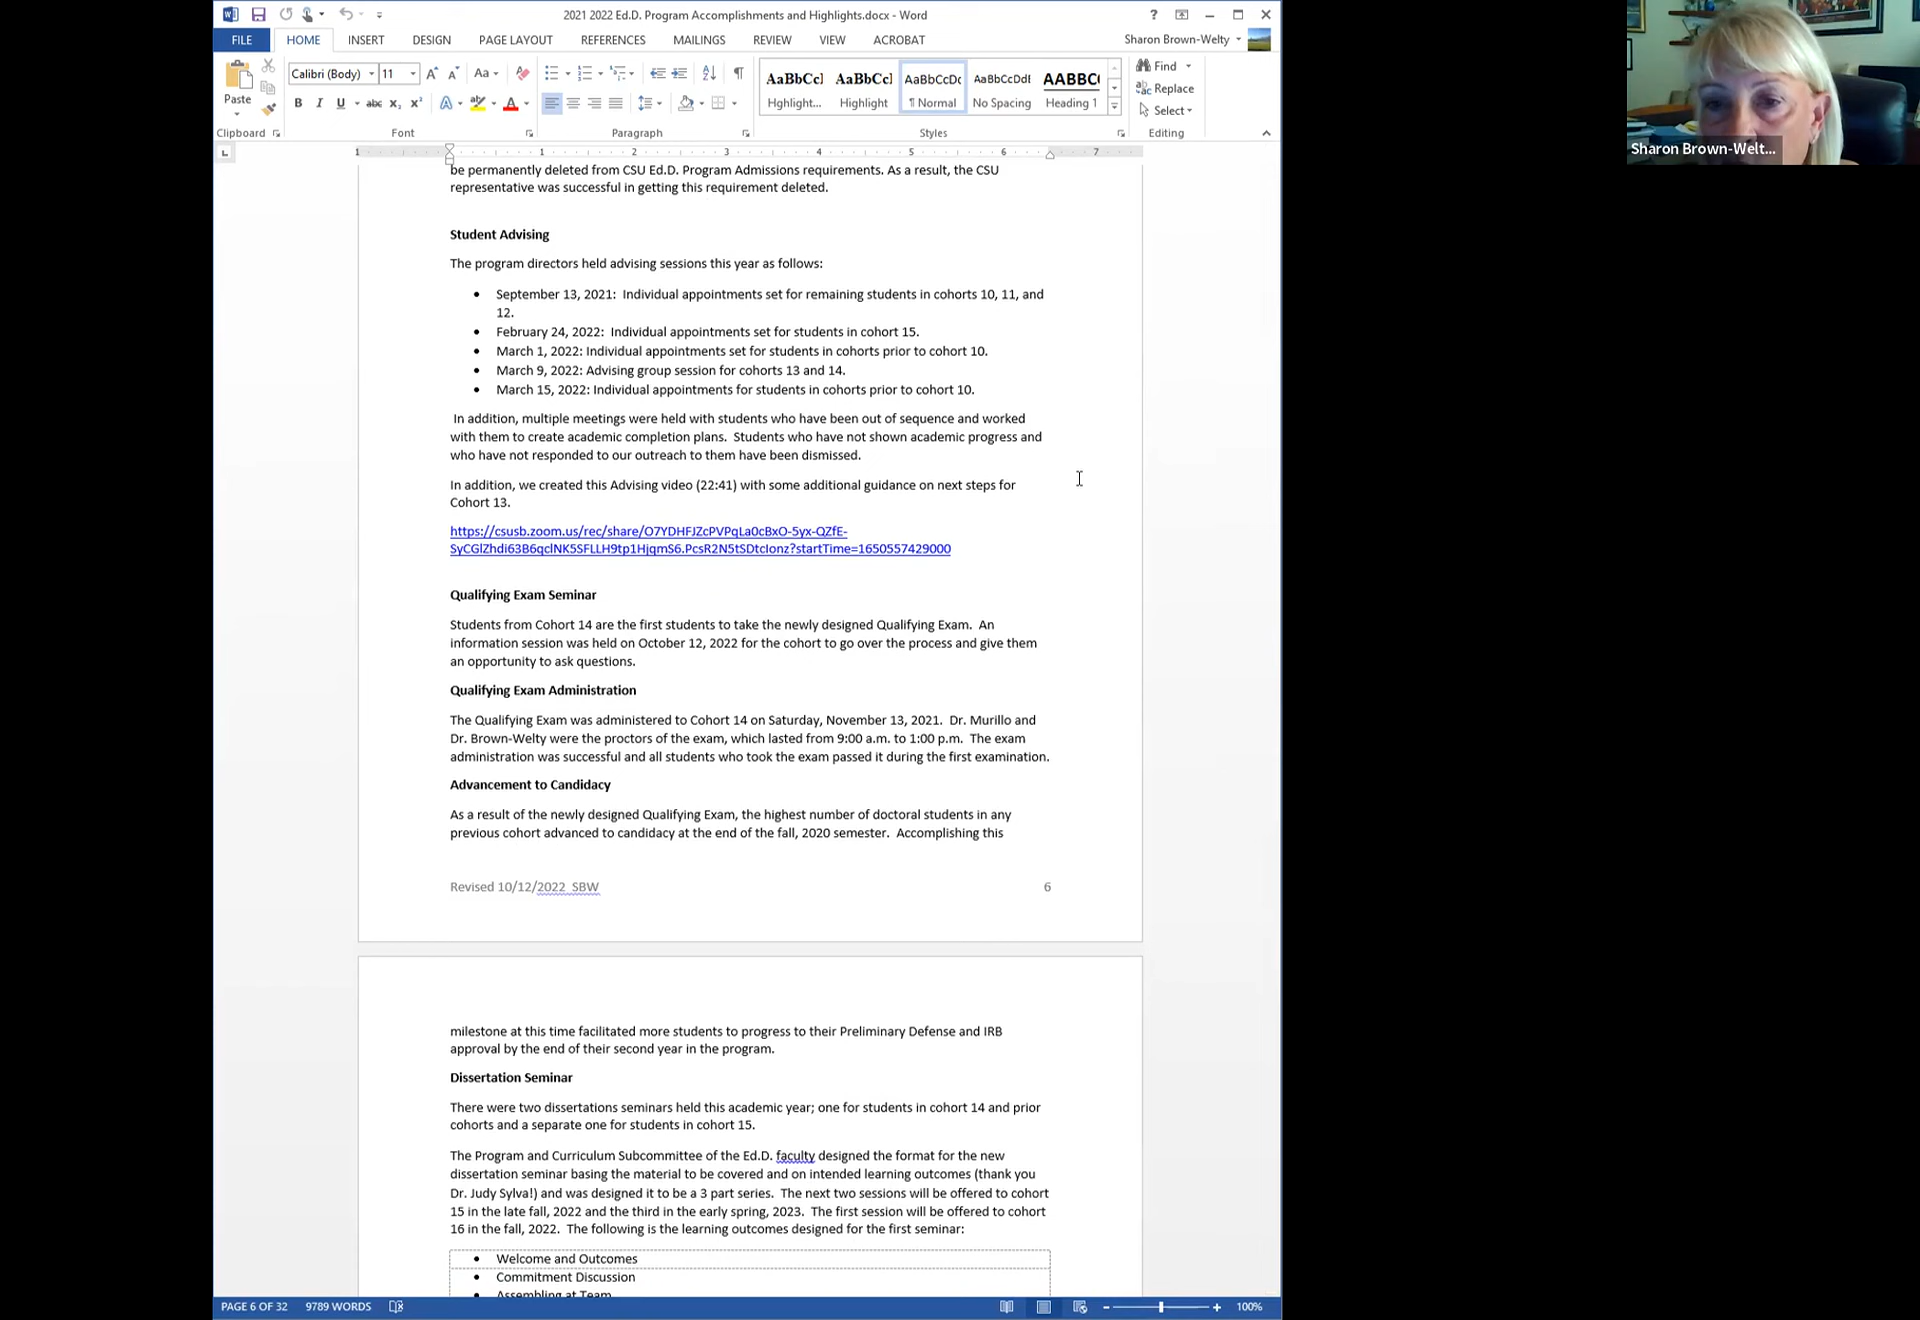 2021 2022 Ed.D. Program Accomplishments and Highlights.docx - Word
FILE HOME INSERT DESIGN PAGE LAYOUT REFERENCES MAILINGS REVIEW VIEW ACROBAT
Sharon Brown-Welty
Paste
Calibri (Body) 11
AaBbCcI AaBbCcI AaBbCcDc AaBbCcDdE AABBC
Hghlight... Highlight ¶ Normal No Spacing Heading 1
Find
Replace
Select
Clipboard Font Paragraph Styles Editing
1 1 2 3 4 5 6 7
be permanently deleted from CSU Ed.D. Program Admissions requirements. As a result, the CSU
representative was successful in getting this requirement deleted.
Student Advising
The program directors held advising sessions this year as follows:
• September 13, 2021: Individual appointments set for remaining students in cohorts 10, 11, and
12.
• February 24, 2022: Individual appointments set for students in cohort 15.
• March 1, 2022: Individual appointments set for students in cohorts prior to cohort 10.
• March 9, 2022: Advising group session for cohorts 13 and 14.
• March 15, 2022: Individual appointments for students in cohorts prior to cohort 10.
In addition, multiple meetings were held with students who have been out of sequence and worked
with them to create academic completion plans. Students who have not shown academic progress and
who have not responded to our outreach to them have been dismissed.
In addition, we created this Advising video (22:41) with some additional guidance on next steps for
Cohort 13.
https://csusb.zoom.us/rec/share/O7YDHFJZcPVPqLa0cBxO-5yx-QZfE-
SyCGlZhdi63B6qclNK5SFLLH9tp1HjqmS6.PcsR2N5tSDtcIonz?startTime=1650557429000
Qualifying Exam Seminar
Students from Cohort 14 are the first students to take the newly designed Qualifying Exam. An
information session was held on October 12, 2022 for the cohort to go over the process and give them
an opportunity to ask questions.
Qualifying Exam Administration
The Qualifying Exam was administered to Cohort 14 on Saturday, November 13, 2021. Dr. Murillo and
Dr. Brown-Welty were the proctors of the exam, which lasted from 9:00 a.m. to 1:00 p.m. The exam
administration was successful and all students who took the exam passed it during the first examination.
Advancement to Candidacy
As a result of the newly designed Qualifying Exam, the highest number of doctoral students in any
previous cohort advanced to candidacy at the end of the fall, 2020 semester. Accomplishing this
Revised 10/12/2022 SBW 6
milestone at this time facilitated more students to progress to their Preliminary Defense and IRB
approval by the end of their second year in the program.
Dissertation Seminar
There were two dissertations seminars held this academic year; one for students in cohort 14 and prior
cohorts and a separate one for students in cohort 15.
The Program and Curriculum Subcommittee of the Ed.D. faculty designed the format for the new
dissertation seminar basing the material to be covered and on intended learning outcomes (thank you
Dr. Judy Sylva!) and was designed it to be a 3 part series. The next two sessions will be offered to cohort
15 in the late fall, 2022 and the third in the early spring, 2023. The first session will be offered to cohort
16 in the fall, 2022. The following is the learning outcomes designed for the first seminar:
• Welcome and Outcomes
• Commitment Discussion
• Assembling at Team
PAGE 6 OF 32 9789 WORDS 100%
Sharon Brown-Welt...